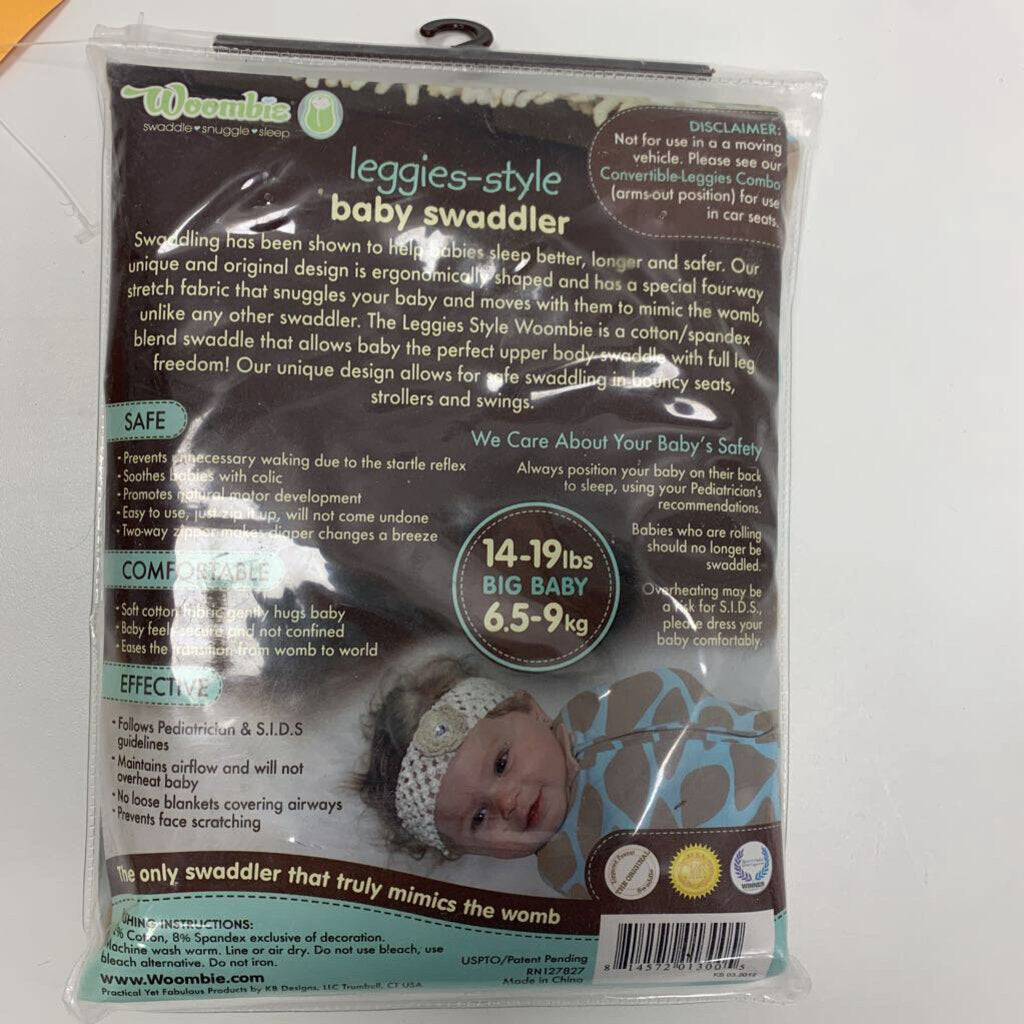 Woombie
swaddle ♥ snuggle ♥ sleep
DISCLAIMER:
Not for use in a a moving
vehicle. Please see our
Convertible-Leggies Combo
(arms-out position) for use
in car seats.
leggies-style
baby swaddler
Swaddling has been shown to help babies sleep better, longer and safer. Our
unique and original design is ergonomically shaped and has a special four-way
stretch fabric that snuggles your baby and moves with them to mimic the womb,
unlike any other swaddler. The Leggies Style Woombie is a cotton/spandex
blend swaddle that allows baby the perfect upper body swaddle with full leg
freedom! Our unique design allows for safe swaddling in bouncy seats,
strollers and swings.
SAFE
- Prevents unnecessary waking due to the startle reflex
- Soothes babies with colic
- Promotes natural motor development
- Easy to use, just zip it up, will not come undone
- Two-way zipper makes diaper changes a breeze
COMFORTABLE
- Soft cotton fabric gently hugs baby
- Baby feels secure and not confined
- Eases the transition from womb to world
EFFECTIVE
- Follows Pediatrician & S.I.D.S
guidelines
- Maintains airflow and will not
overheat baby
- No loose blankets covering airways
- Prevents face scratching
We Care About Your Baby's Safety
Always position your baby on their back
to sleep, using your Pediatrician's
recommendations.
Babies who are rolling
should no longer be
swaddled.
Overheating may be
a risk for S.I.D.S.,
please dress your
baby comfortably.
14-19lbs
BIG BABY
6.5-9kg
THE ORIGINAL
WINNER
The only swaddler that truly mimics the womb
HING INSTRUCTIONS:
% Cotton, 8% Spandex exclusive of decoration.
Machine wash warm. Line or air dry. Do not use bleach, use
bleach alternative. Do not iron.
www.Woombie.com
Practical Yet Fabulous Products by KB Designs, LLC Trumbull, CT USA
USPTO/Patent Pending
RN127827
Made in China
8 14572 01300 5
KB 03.2012